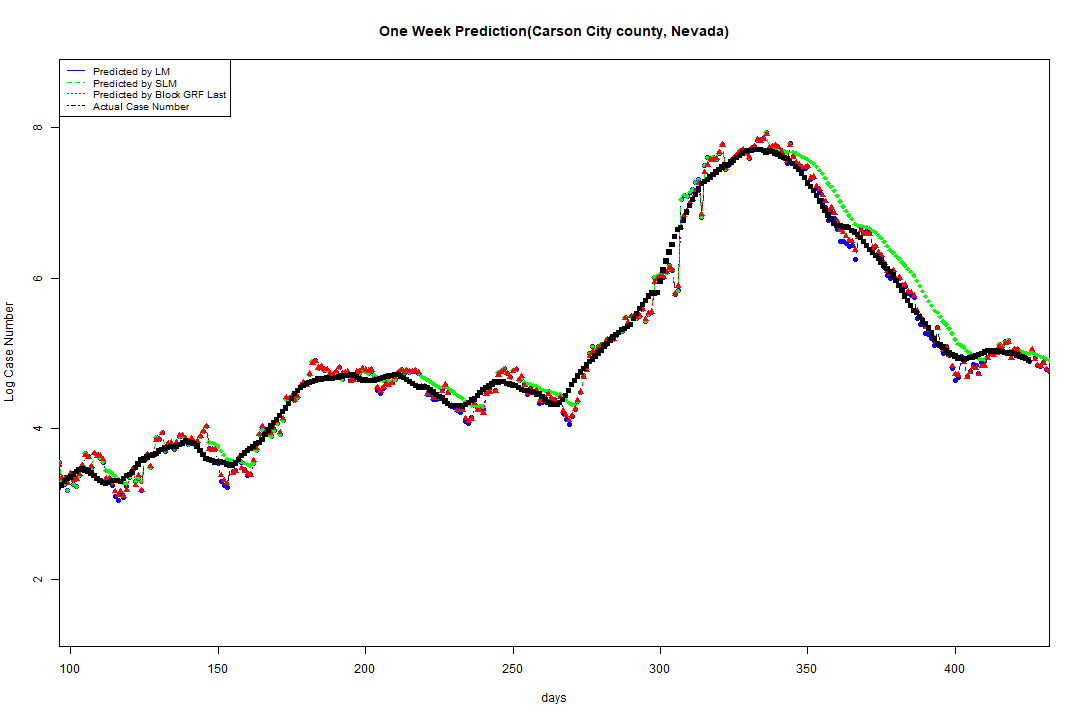 One Week Prediction(Carson City county, Nevada)
Predicted by LM
Predicted by SLM
Predicted by Block GRF Last
Actual Case Number
8
6
4
2
Log Case Number
100 150 200 250 300 350 400
days